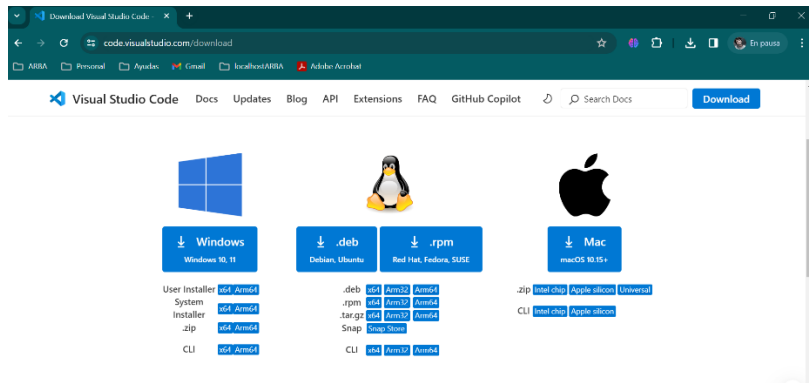 Download Visual Studio Code -
code.visualstudio.com/download
En pausa
ARBA Personal Ayudas Gmail localhostARBA Adobe Acrobat
Visual Studio Code Docs Updates Blog API Extensions FAQ GitHub Copilot Search Docs Download
Windows
Windows 10, 11
.deb
Debian, Ubuntu
.rpm
Red Hat, Fedora, SUSE
Mac
macOS 10.15+
User Installer x64 Arm64
System Installer x64 Arm64
.zip x64 Arm64
CLI x64 Arm64
.deb x64 Arm32 Arm64
.rpm x64 Arm32 Arm64
.tar.gz x64 Arm32 Arm64
Snap Snap Store
CLI x64 Arm32 Arm64
.zip Intel chip Apple silicon Universal
CLI Intel chip Apple silicon